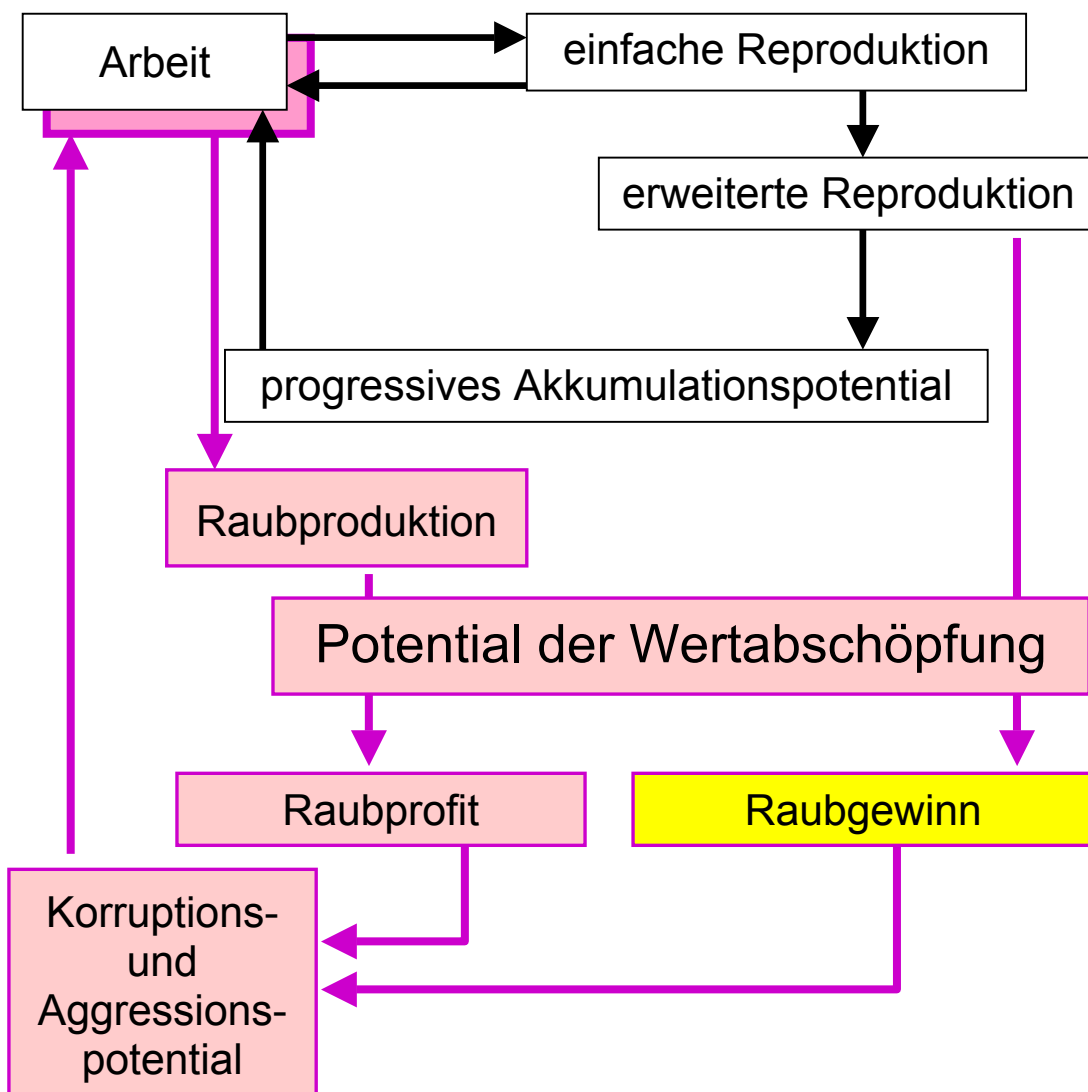 Arbeit
einfache Reproduktion
erweiterte Reproduktion
progressives Akkumulationspotential
Raubproduktion
Potential der Wertabschöpfung
Raubprofit
Raubgewinn
Korruptions-
und
Aggressions-
potential